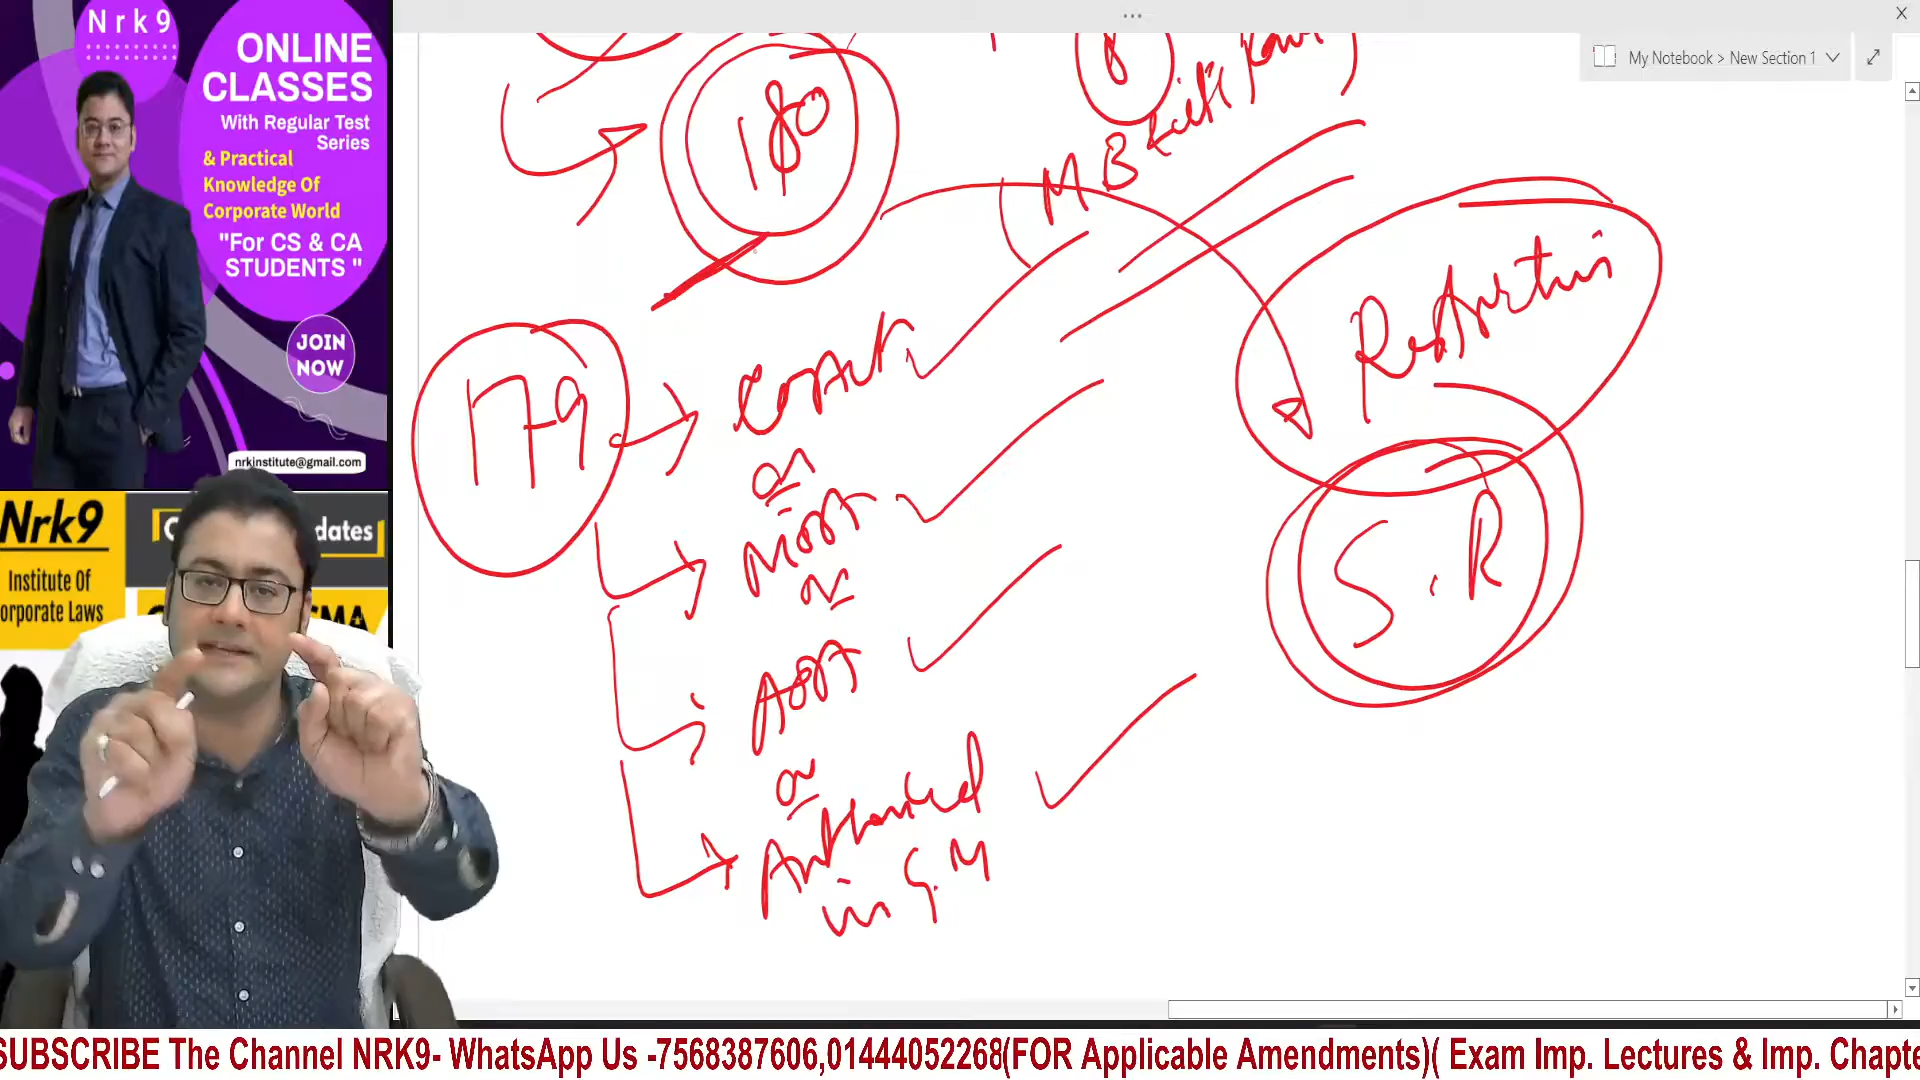 Nrk9
ONLINE
CLASSES
With Regular Test
Series
& Practical
Knowledge Of
Corporate World
"For CS & CA
STUDENTS "
JOIN
NOW
nrkinstitute@gmail.com
Nrk9
Institute Of
orporate Laws
dates
SMA
My Notebook > New Section 1
180
M B
Restriction
S.R
179
or
MOA
or
AOA
or
Authorised
in G.M
SUBSCRIBE The Channel NRK9- WhatsApp Us -7568387606,01444052268(FOR Applicable Amendments)( Exam Imp. Lectures & Imp. Chapte